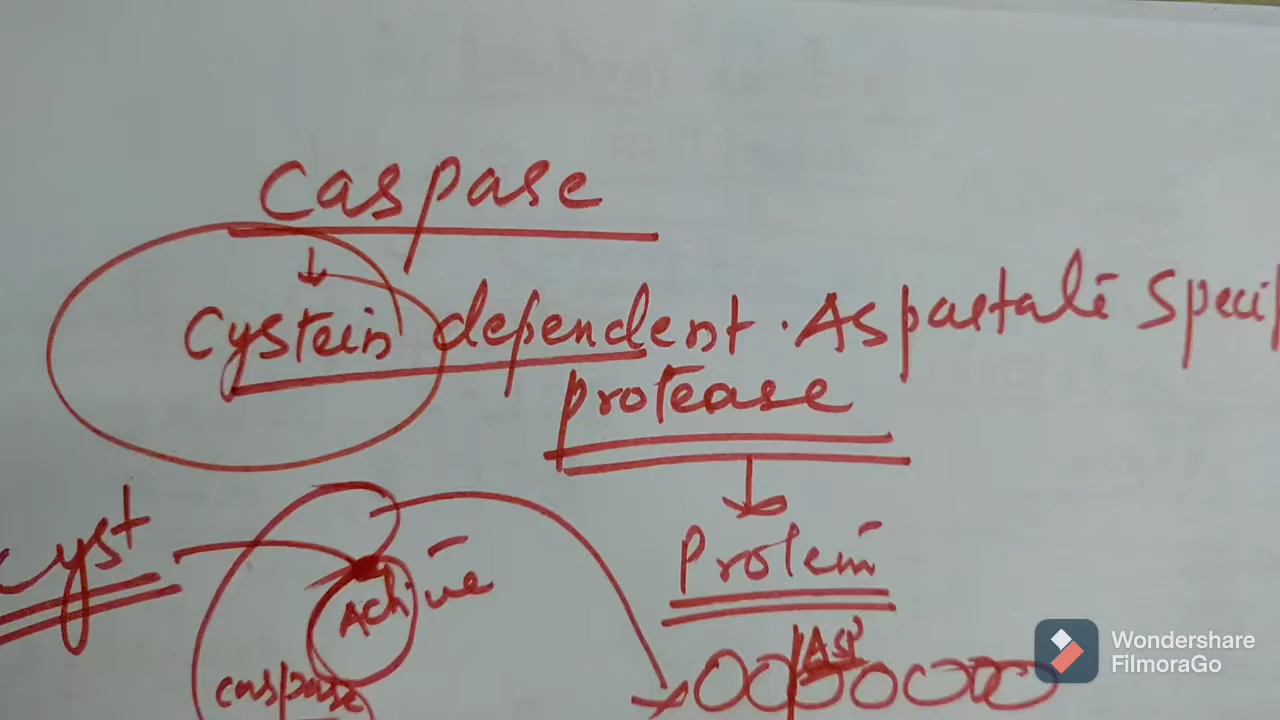 Caspase
Cystein dependent. Aspartate Speci
protease
Protein
Cyst
Active
caspase
Asp
Wondershare
FilmoraGo